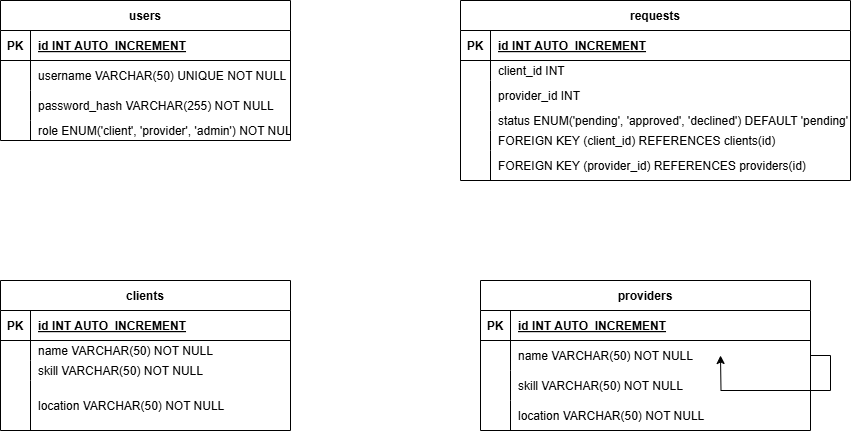 users
PK id INT AUTO_INCREMENT
username VARCHAR(50) UNIQUE NOT NULL
password_hash VARCHAR(255) NOT NULL
role ENUM('client', 'provider', 'admin') NOT NUL
requests
PK id INT AUTO_INCREMENT
client_id INT
provider_id INT
status ENUM('pending', 'approved', 'declined') DEFAULT 'pending'
FOREIGN KEY (client_id) REFERENCES clients(id)
FOREIGN KEY (provider_id) REFERENCES providers(id)
clients
PK id INT AUTO_INCREMENT
name VARCHAR(50) NOT NULL
skill VARCHAR(50) NOT NULL
location VARCHAR(50) NOT NULL
providers
PK id INT AUTO_INCREMENT
name VARCHAR(50) NOT NULL
skill VARCHAR(50) NOT NULL
location VARCHAR(50) NOT NULL